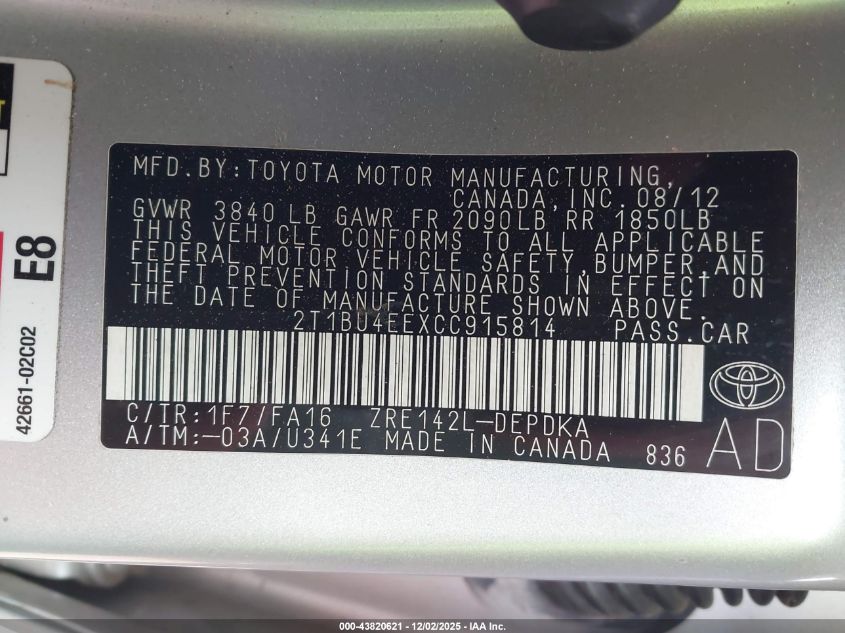 MFD.BY:TOYOTA MOTOR MANUFACTURING,
CANADA, INC. 08/12
GVWR 3840 LB GAWR FR 2090LB, RR 1850LB
THIS VEHICLE CONFORMS TO ALL APPLICABLE
FEDERAL MOTOR VEHICLE SAFETY, BUMPER, AND
THEFT PREVENTION STANDARDS IN EFFECT ON
THE DATE OF MANUFACTURE SHOWN ABOVE.
2T1BU4EEXCC915814 PASS.CAR
C/TR:1F7/FA16 ZRE142L-DEPDKA
A/TM:-03A/U341E MADE IN CANADA 836
AD
42661-02C02
E8
000-43820621 - 12/02/2025 - IAA Inc.